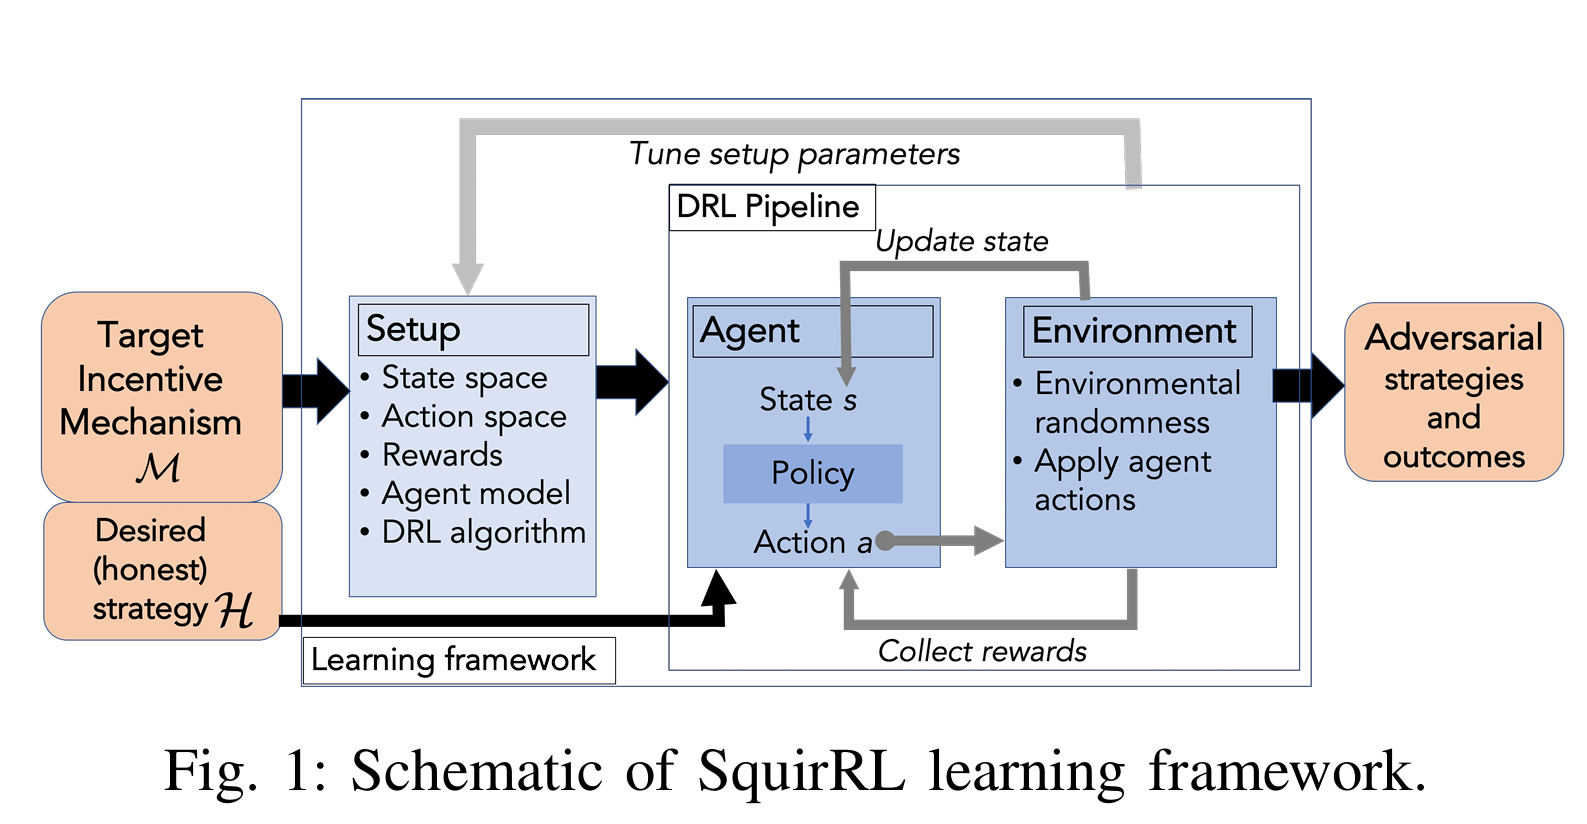 Tune setup parameters
DRL Pipeline
Update state
Target
Incentive
Mechanism
ℳ
Desired
(honest)
strategy ℋ
Setup
• State space
• Action space
• Rewards
• Agent model
• DRL algorithm
Agent
State s
Policy
Action a
Environment
• Environmental
randomness
• Apply agent
actions
Collect rewards
Learning framework
Adversarial
strategies
and
outcomes
Fig. 1: Schematic of SquirRL learning framework.